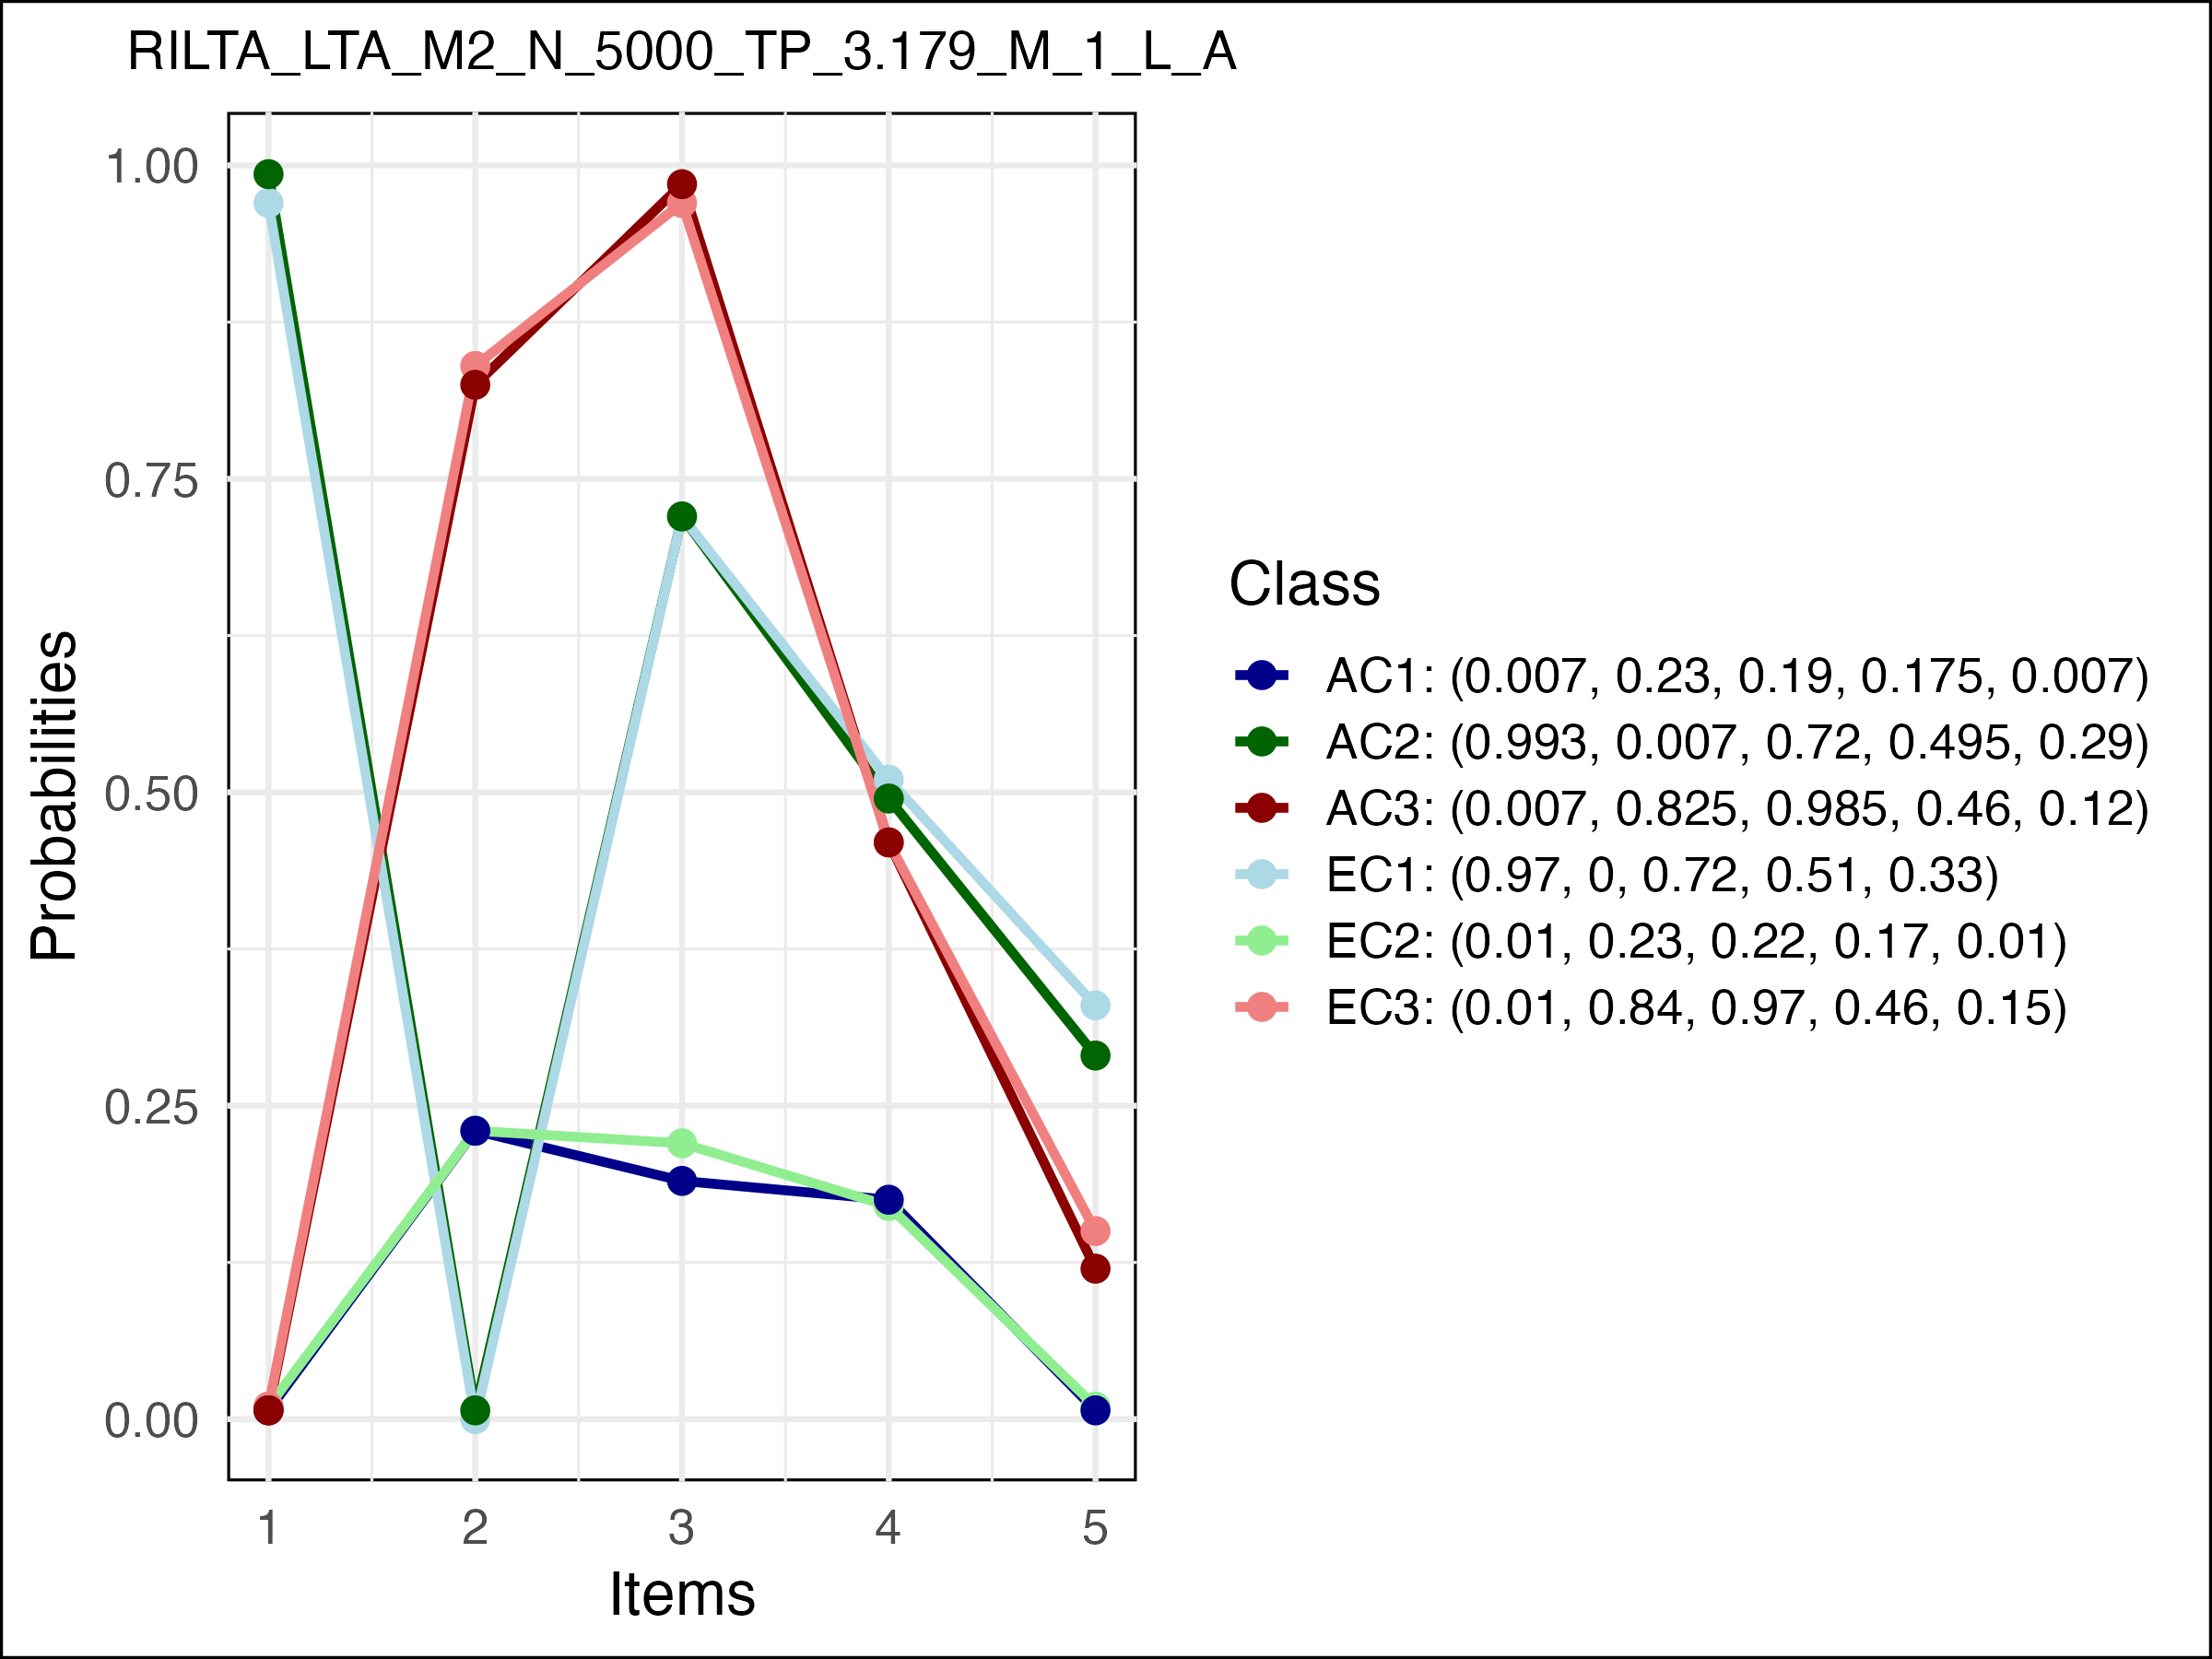 RILTA_LTA_M2_N_5000_TP_3.179_M_1_L_A
1.00
0.75
0.50
0.25
0.00
Probabilities
1 2 3 4 5
Items
Class
AC1: (0.007, 0.23, 0.19, 0.175, 0.007)
AC2: (0.993, 0.007, 0.72, 0.495, 0.29)
AC3: (0.007, 0.825, 0.985, 0.46, 0.12)
EC1: (0.97, 0, 0.72, 0.51, 0.33)
EC2: (0.01, 0.23, 0.22, 0.17, 0.01)
EC3: (0.01, 0.84, 0.97, 0.46, 0.15)